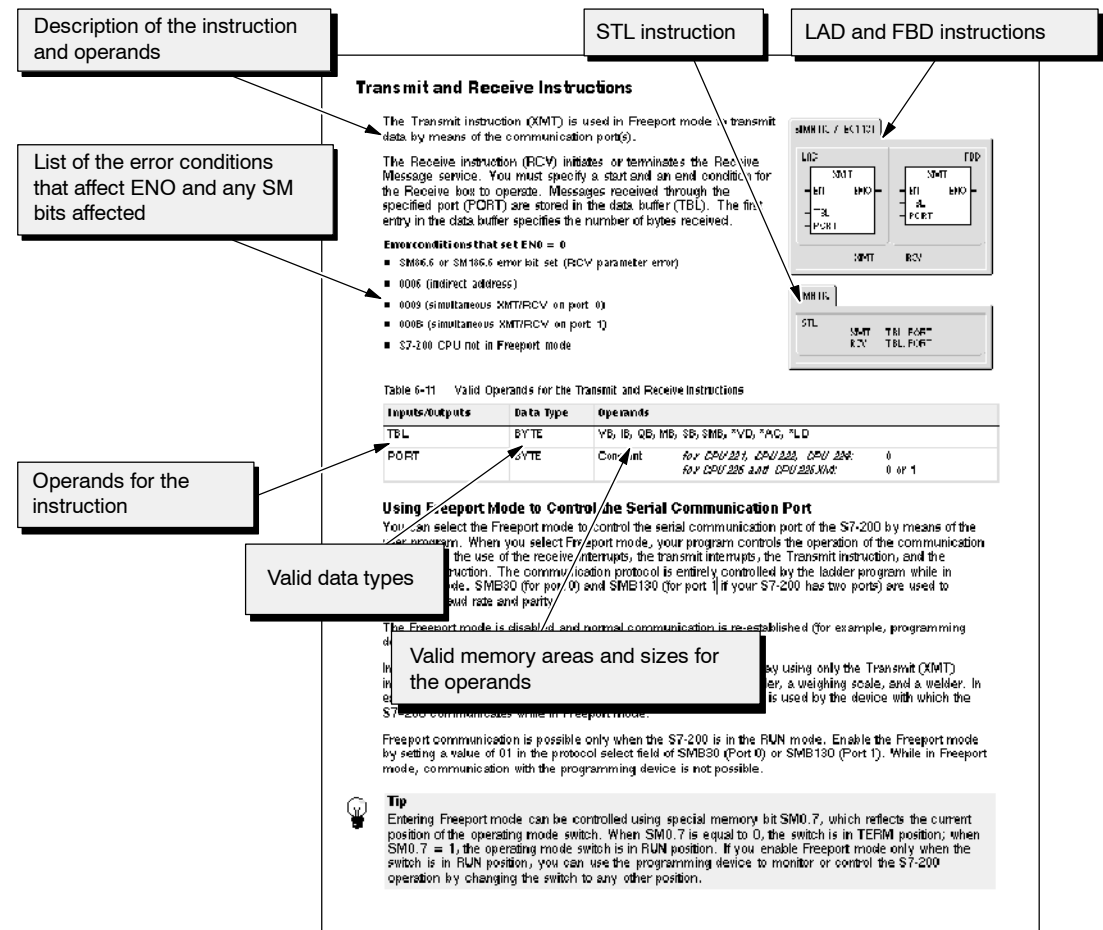 Description of the instruction
and operands
STL instruction
LAD and FBD instructions
List of the error conditions
that affect ENO and any SM
bits affected
Transmit and Receive Instructions
The Transmit instruction (XMT) is used in Freeport mode to transmit
data by means of the communication port(s).
The Receive instruction (RCV) initiates or terminates the Receive
Message service. You must specify a start and an end condition for
the Receive box to operate. Messages received through the
specified port (PORT) are stored in the data buffer (TBL). The first
entry in the data buffer specifies the number of bytes received.
Error conditions that set ENO = 0
■ SM86.6 or SM186.6 error bit set (RCV parameter error)
■ 0006 (indirect address)
■ 0009 (simultaneous XMT/RCV on port 0)
■ 000B (simultaneous XMT/RCV on port 1)
■ S7-200 CPU not in Freeport mode
LAD FBD
XMT XMT
EN ENO EN ENO
TBL
PORT PORT
XMT RCV
STL
XMT TBL, PORT
RCV TBL, PORT
Table 6-11 Valid Operands for the Transmit and Receive Instructions
Inputs/Outputs Data Type Operands
TBL BYTE VB, IB, QB, MB, SB, SMB, *VD, *AC, *LD
PORT BYTE Constant for CPU 221, CPU 222, CPU 224: 0
for CPU 226 and CPU 226XM: 0 or 1
Operands for the
instruction
Using Freeport Mode to Control the Serial Communication Port
You can select the Freeport mode to control the serial communication port of the S7-200 by means of the
user program. When you select Freeport mode, your program controls the operation of the communication
the use of the receive interrupts, the transmit interrupts, the Transmit instruction, and the
The communication protocol is entirely controlled by the ladder program while in
SMB30 (for port 0) and SMB130 (for port 1 if your S7-200 has two ports) are used to
baud rate and parity
Valid data types
The Freeport mode is disabled and normal communication is re-established (for example, programming
Valid memory areas and sizes for
the operands
using only the Transmit (XMT)
a weighing scale, and a welder. In
is used by the device with which the
S7-200 communicates while in Freeport mode.
Freeport communication is possible only when the S7-200 is in the RUN mode. Enable the Freeport mode
by setting a value of 01 in the protocol select field of SMB30 (Port 0) or SMB130 (Port 1). While in Freeport
mode, communication with the programming device is not possible.
Tip
Entering Freeport mode can be controlled using special memory bit SM0.7, which reflects the current
position of the operating mode switch. When SM0.7 is equal to 0, the switch is in TERM position; when
SM0.7 = 1, the operating mode switch is in RUN position. If you enable Freeport mode only when the
switch is in RUN position, you can use the programming device to monitor or control the S7-200
operation by changing the switch to any other position.